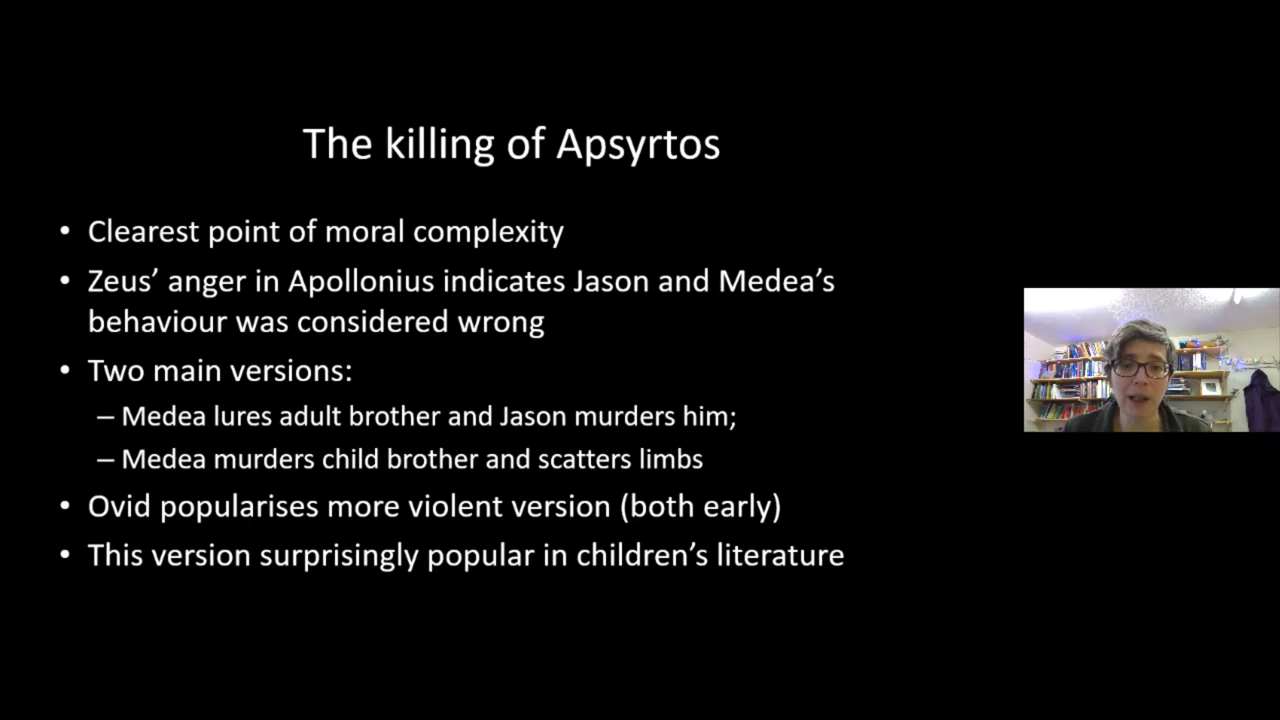 The killing of Apsyrtos
• Clearest point of moral complexity
• Zeus’ anger in Apollonius indicates Jason and Medea’s
behaviour was considered wrong
• Two main versions:
– Medea lures adult brother and Jason murders him;
– Medea murders child brother and scatters limbs
• Ovid popularises more violent version (both early)
• This version surprisingly popular in children’s literature